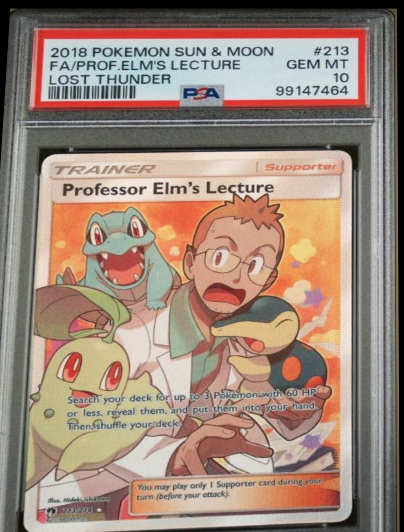 2018 POKEMON SUN & MOON #213
FA/PROF.ELM'S LECTURE GEM MT
LOST THUNDER 10
PSA 99147464
TRAINER Supporter
Professor Elm's Lecture
Search your deck for up to 3 Pokémon with 60 HP
or less, reveal them, and put them into your hand.
Then, shuffle your deck.
Illus.
You may play only 1 Supporter card during your
turn (before your attack).
213/214